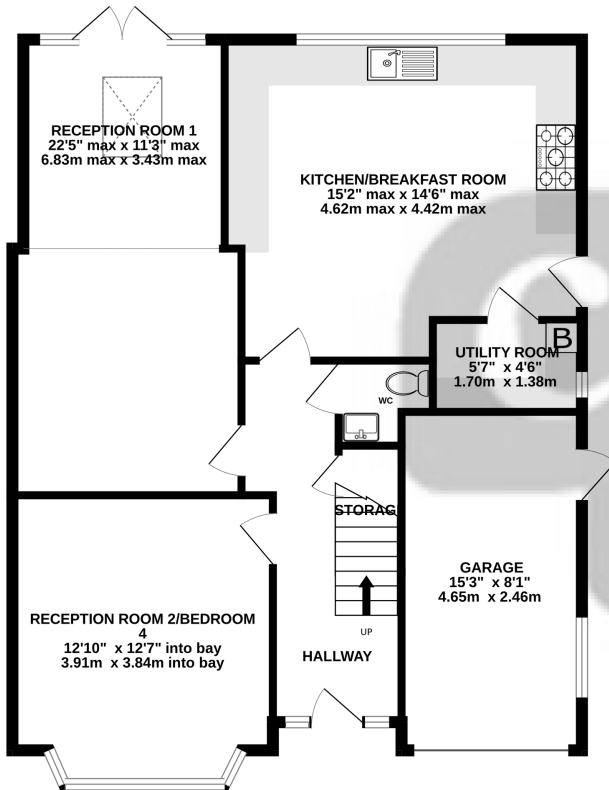 RECEPTION ROOM 1
22'5" max x 11'3" max
6.83m max x 3.43m max
KITCHEN/BREAKFAST ROOM
15'2" max x 14'6" max
4.62m max x 4.42m max
B
UTILITY ROOM
5'7" x 4'6"
1.70m x 1.38m
WC
STORAG
GARAGE
15'3" x 8'1"
4.65m x 2.46m
RECEPTION ROOM 2/BEDROOM
4
12'10" x 12'7" into bay
3.91m x 3.84m into bay
UP
HALLWAY